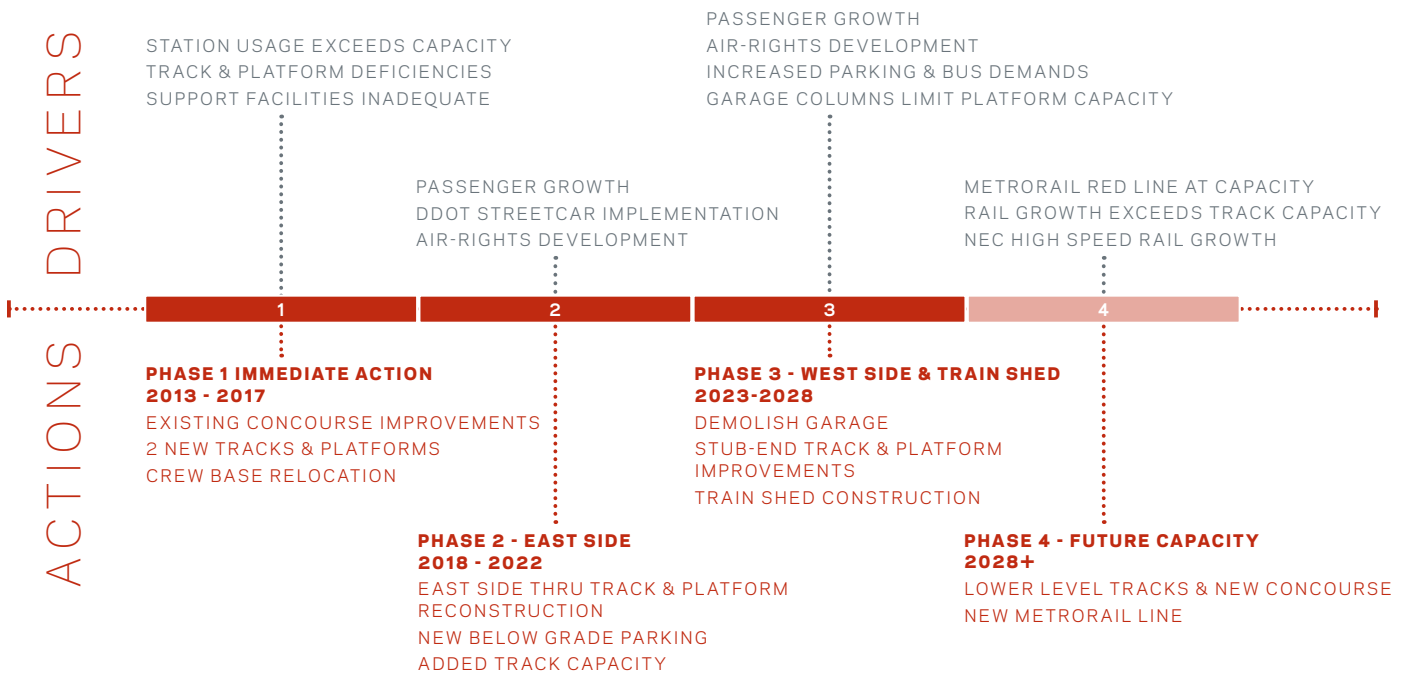 DRIVERS
STATION USAGE EXCEEDS CAPACITY
TRACK & PLATFORM DEFICIENCIES
SUPPORT FACILITIES INADEQUATE
PASSENGER GROWTH
DDOT STREETCAR IMPLEMENTATION
AIR-RIGHTS DEVELOPMENT
PASSENGER GROWTH
AIR-RIGHTS DEVELOPMENT
INCREASED PARKING & BUS DEMANDS
GARAGE COLUMNS LIMIT PLATFORM CAPACITY
METRORAIL RED LINE AT CAPACITY
RAIL GROWTH EXCEEDS TRACK CAPACITY
NEC HIGH SPEED RAIL GROWTH
1
2
3
4
ACTIONS
PHASE 1 IMMEDIATE ACTION
2013 - 2017
EXISTING CONCOURSE IMPROVEMENTS
2 NEW TRACKS & PLATFORMS
CREW BASE RELOCATION
PHASE 2 - EAST SIDE
2018 - 2022
EAST SIDE THRU TRACK & PLATFORM
RECONSTRUCTION
NEW BELOW GRADE PARKING
ADDED TRACK CAPACITY
PHASE 3 - WEST SIDE & TRAIN SHED
2023-2028
DEMOLISH GARAGE
STUB-END TRACK & PLATFORM
IMPROVEMENTS
TRAIN SHED CONSTRUCTION
PHASE 4 - FUTURE CAPACITY
2028+
LOWER LEVEL TRACKS & NEW CONCOURSE
NEW METRORAIL LINE